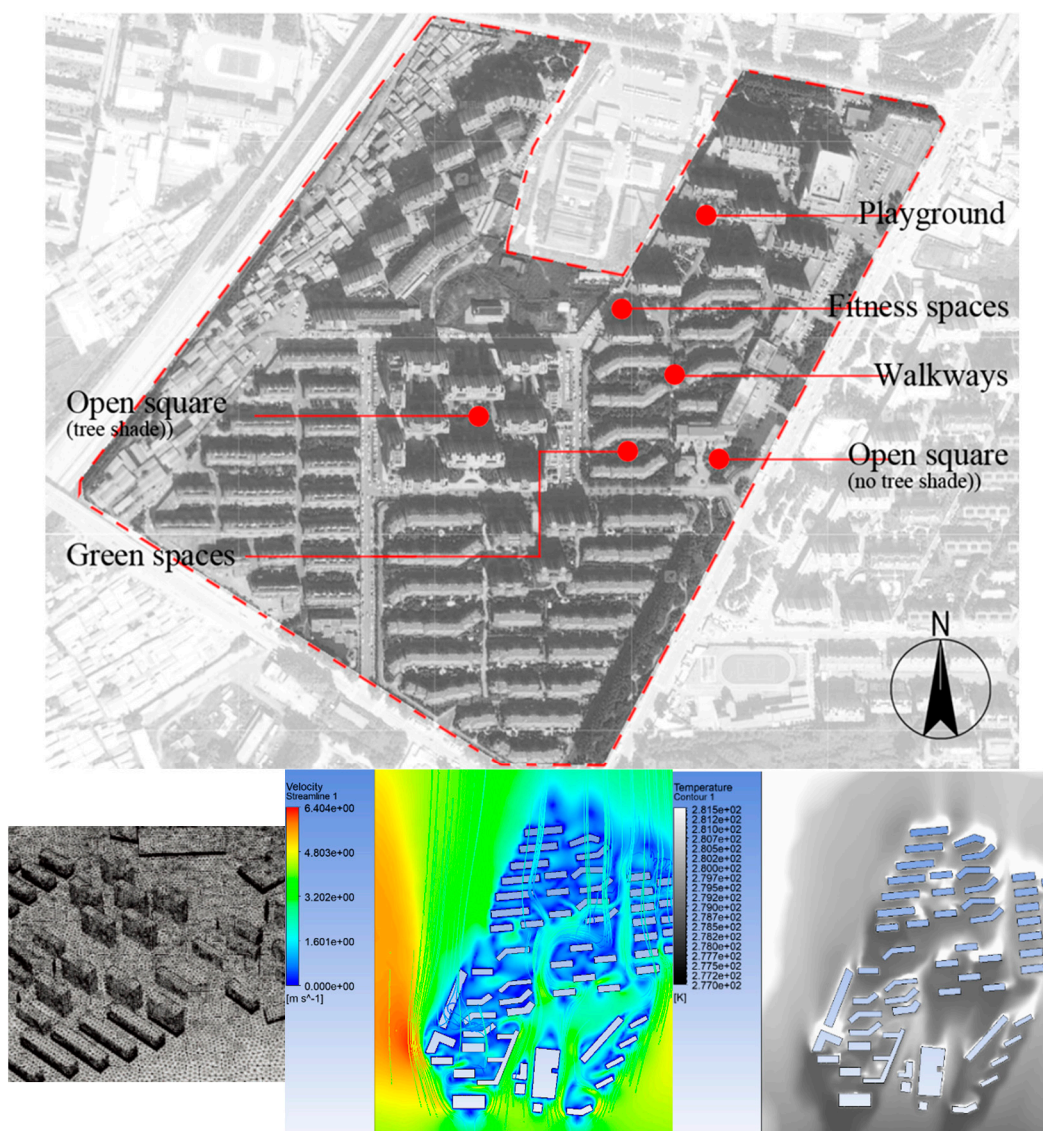 Playground
Fitness spaces
Walkways
Open square
(tree shade))
Open square
(no tree shade))
Green spaces
N
Velocity
Streamline 1
6.404e+00
4.803e+00
3.202e+00
1.601e+00
0.000e+00
[m s^-1]
Temperature
Contour 1
2.815e+02
2.812e+02
2.810e+02
2.807e+02
2.805e+02
2.802e+02
2.800e+02
2.797e+02
2.795e+02
2.792e+02
2.790e+02
2.787e+02
2.785e+02
2.782e+02
2.780e+02
2.777e+02
2.775e+02
2.772e+02
2.770e+02
[K]